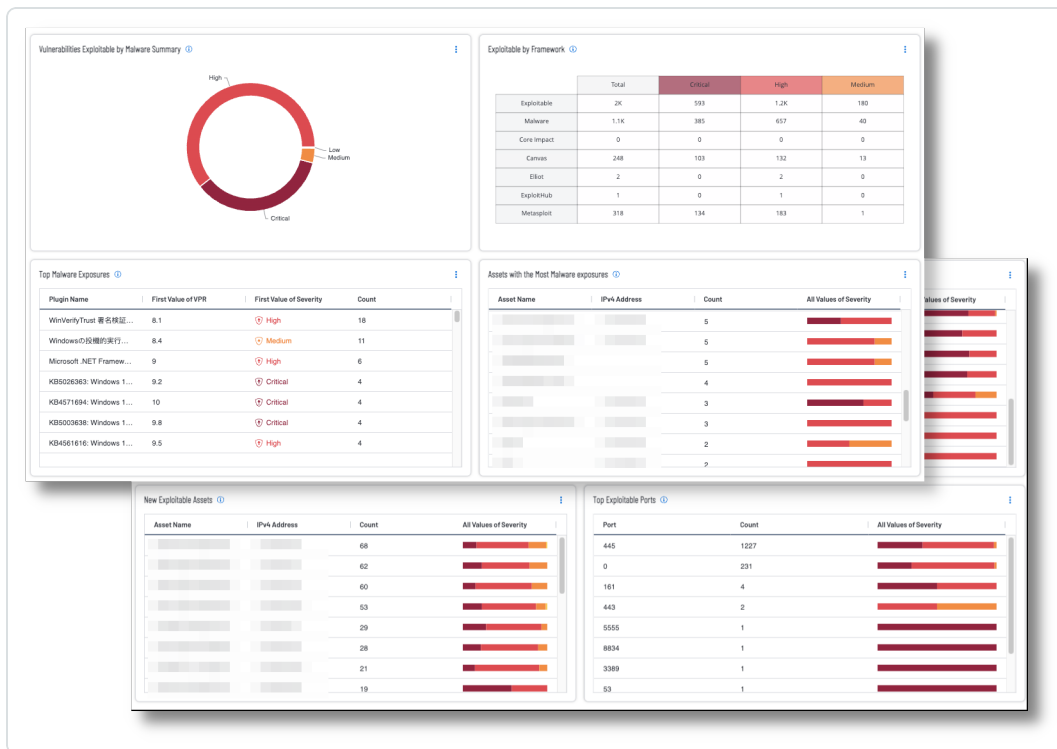 Vulnerabilities Exploitable by Malware Summary
High
Low
Medium
Critical
Exploitable by Framework
Total Critical High Medium
Exploitable 2K 593 1.2K 180
Malware 1.1K 385 657 40
Core Impact 0 0 0 0
Canvas 248 103 132 13
Elliot 2 0 2 0
ExploitHub 1 0 1 0
Metasploit 318 134 183 1
Top Malware Exposures
Plugin Name First Value of VPR First Value of Severity Count
WinVerifyTrust 署名検証... 8.1 High 18
Windowsの投機的実行... 8.4 Medium 11
Microsoft .NET Framew... 9 High 6
KB5026363: Windows 1... 9.2 Critical 4
KB4571694: Windows 1... 10 Critical 4
KB5003638: Windows 1... 9.8 Critical 4
KB4561616: Windows 1... 9.5 High 4
Assets with the Most Malware exposures
Asset Name IPv4 Address Count All Values of Severity
5
5
5
4
3
3
2
2
Values of Severity
New Exploitable Assets
Asset Name IPv4 Address Count All Values of Severity
68
62
60
53
29
28
21
19
Top Exploitable Ports
Port Count All Values of Severity
445 1227
0 231
161 4
443 2
5555 1
8834 1
3389 1
53 1